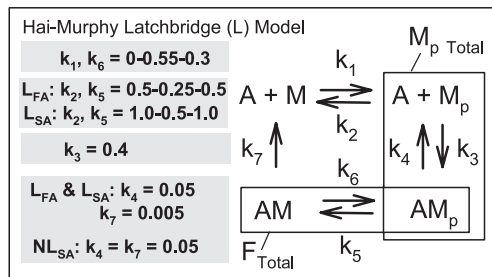 Hai-Murphy Latchbridge (L) Model
k1, k6 = 0-0.55-0.3
LFA: k2, k5 = 0.5-0.25-0.5
LSA: k2, k5 = 1.0-0.5-1.0
k3 = 0.4
LFA & LSA: k4 = 0.05
k7 = 0.005
NLSA: k4 = k7 = 0.05
Mp Total
k1
A + M
A + Mp
k2
k7
k4
k3
k6
AM
AMp
k5
FTotal